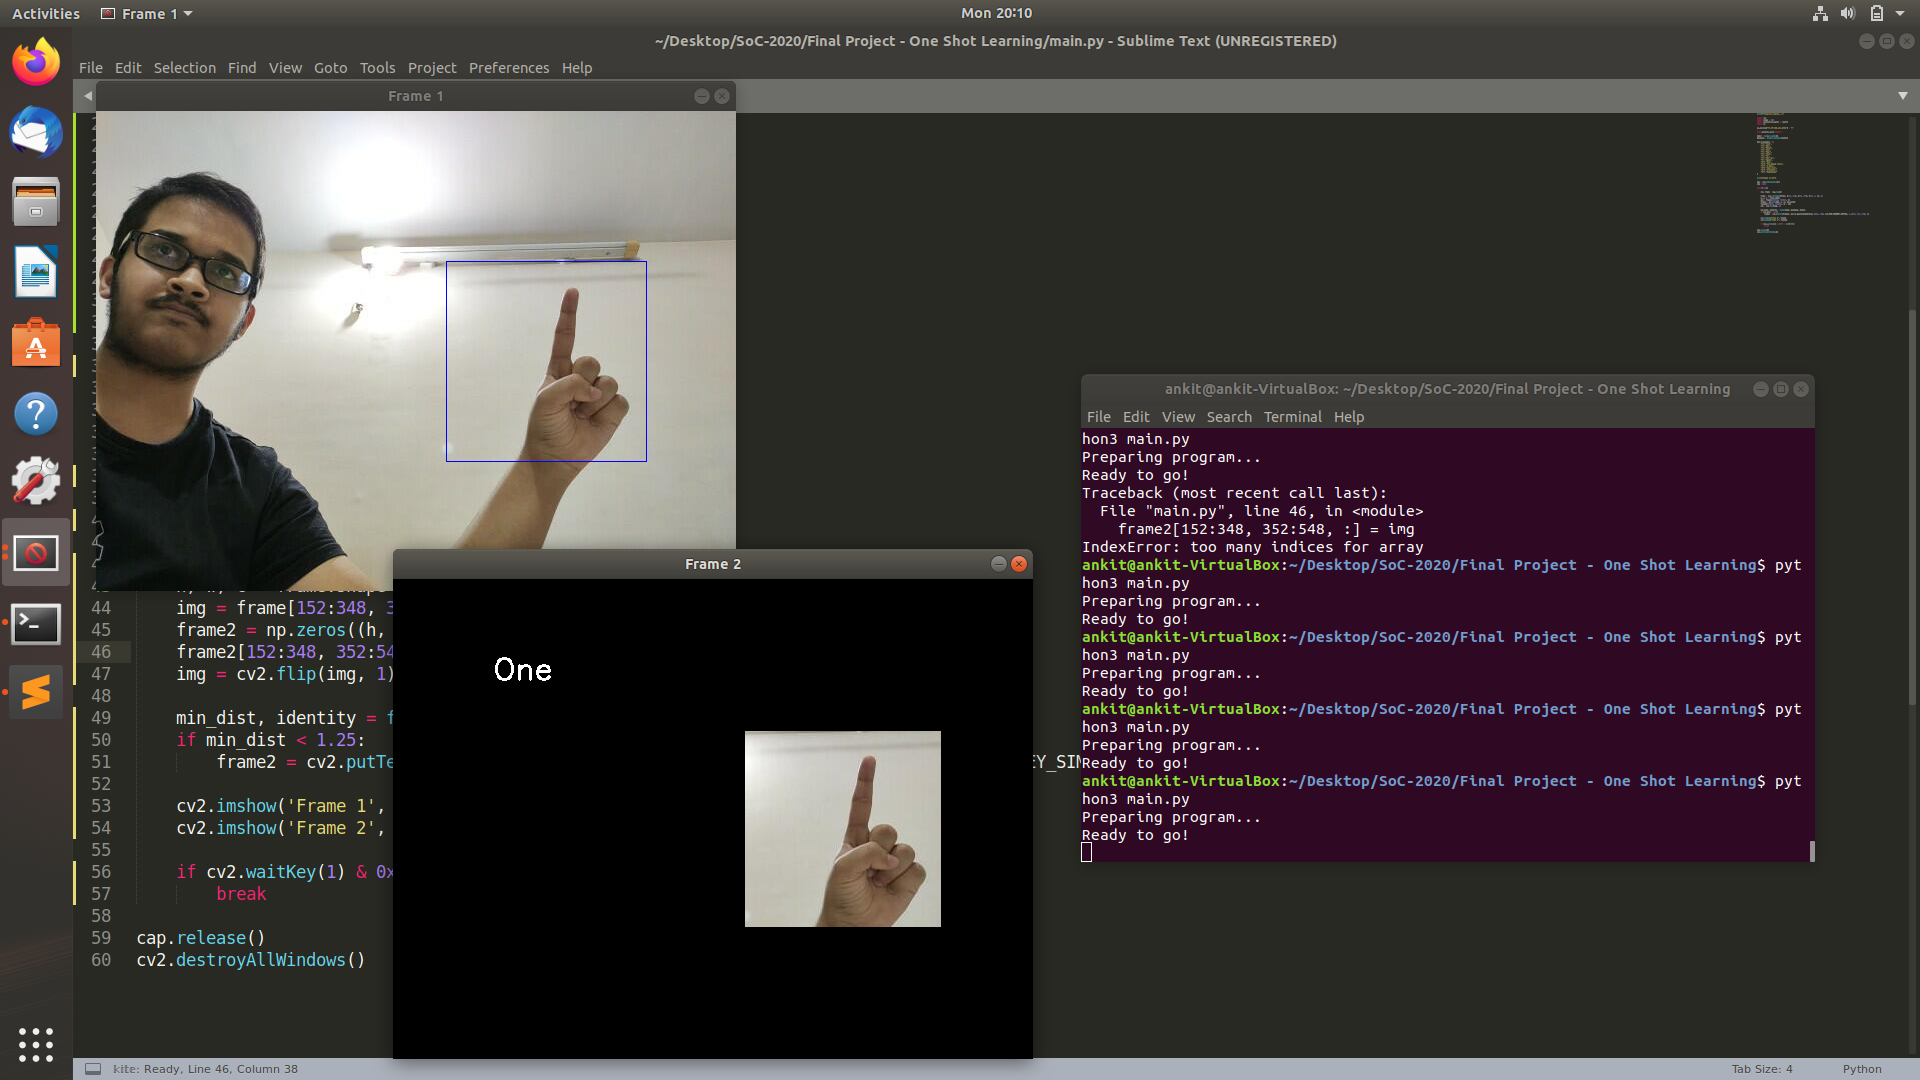 Activities
Frame 1
Mon 20:10
~/Desktop/SoC-2020/Final Project - One Shot Learning/main.py - Sublime Text (UNREGISTERED)
File Edit Selection Find View Goto Tools Project Preferences Help
Frame 1
44 img = frame[152:348, 3
45 frame2 = np.zeros((h,
46 frame2[152:348, 352:54
47 img = cv2.flip(img, 1)
48
49 min_dist, identity = f
50 if min_dist < 1.25:
51 frame2 = cv2.putTe
52
53 cv2.imshow('Frame 1',
54 cv2.imshow('Frame 2',
55
56 if cv2.waitKey(1) & 0x
57 break
58
59 cap.release()
60 cv2.destroyAllWindows()
Frame 2
One
EY_SIM
ankit@ankit-VirtualBox: ~/Desktop/SoC-2020/Final Project - One Shot Learning
File Edit View Search Terminal Help
hon3 main.py
Preparing program...
Ready to go!
Traceback (most recent call last):
File "main.py", line 46, in <module>
frame2[152:348, 352:548, :] = img
IndexError: too many indices for array
ankit@ankit-VirtualBox:~/Desktop/SoC-2020/Final Project - One Shot Learning$ pyt
hon3 main.py
Preparing program...
Ready to go!
ankit@ankit-VirtualBox:~/Desktop/SoC-2020/Final Project - One Shot Learning$ pyt
hon3 main.py
Preparing program...
Ready to go!
ankit@ankit-VirtualBox:~/Desktop/SoC-2020/Final Project - One Shot Learning$ pyt
hon3 main.py
Preparing program...
Ready to go!
ankit@ankit-VirtualBox:~/Desktop/SoC-2020/Final Project - One Shot Learning$ pyt
hon3 main.py
Preparing program...
Ready to go!
kite: Ready, Line 46, Column 38
Tab Size: 4
Python